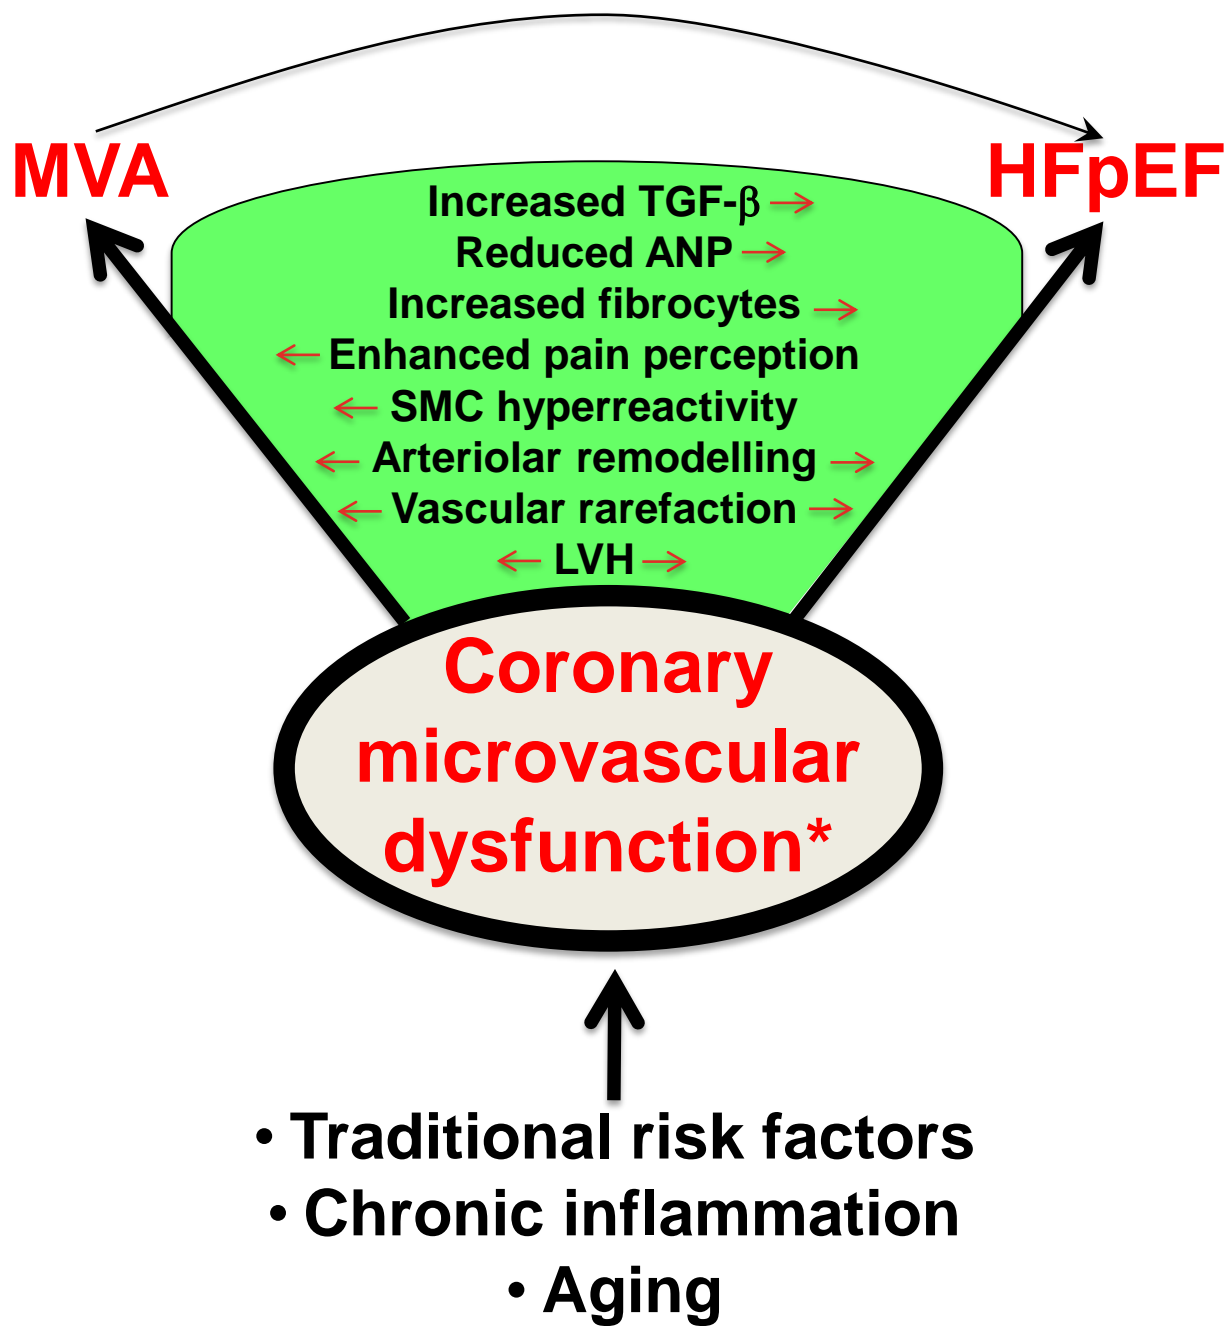 MVA
HFpEF
Increased TGF-β →
Reduced ANP →
Increased fibrocytes →
← Enhanced pain perception
← SMC hyperreactivity
← Arteriolar remodelling →
← Vascular rarefaction →
← LVH →
Coronary
microvascular
dysfunction*
• Traditional risk factors
• Chronic inflammation
• Aging